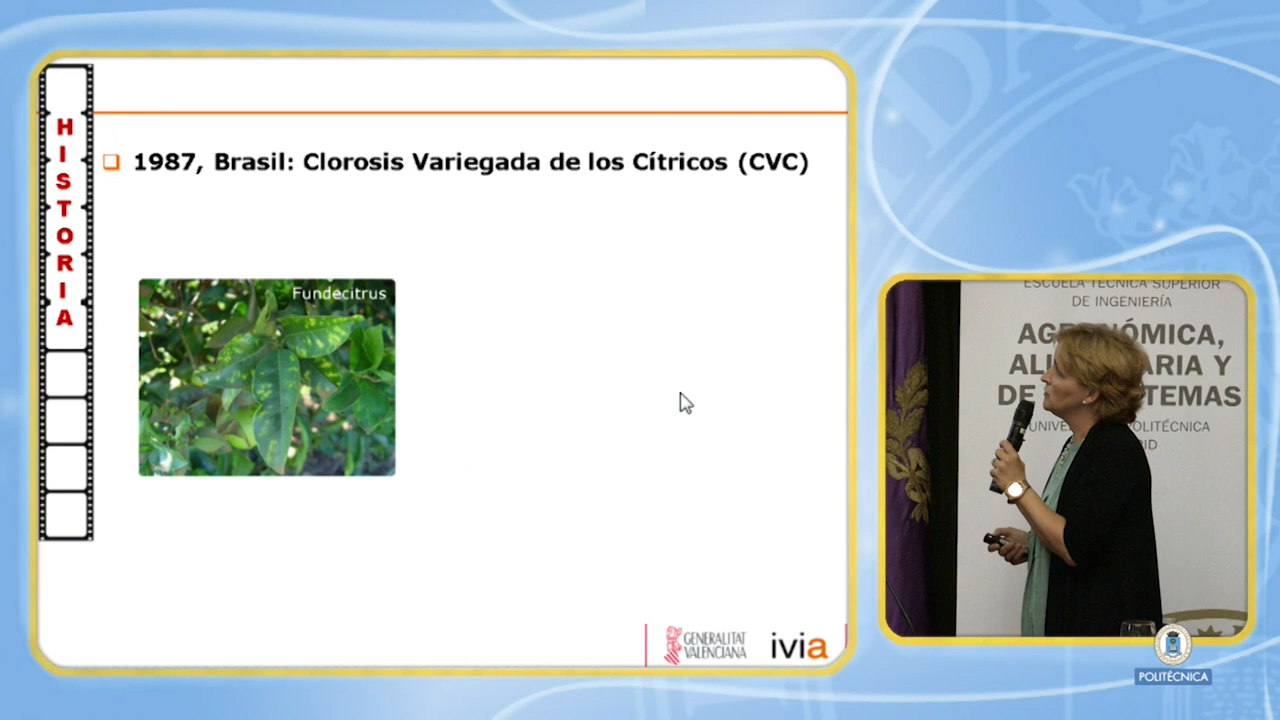 HISTORIA
1987, Brasil: Clorosis Variegada de los Cítricos (CVC)
Fundecitrus
GENERALITAT
VALENCIANA
ivia
ESCUELA TÉCNICA SUPERIOR
DE INGENIERÍA
DE
POLITÉCNICA